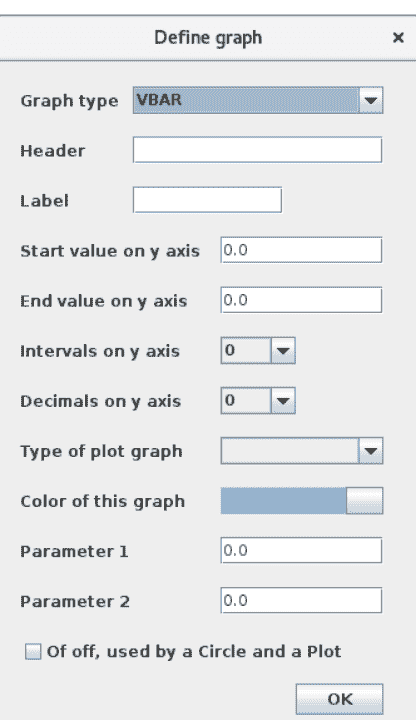 Define graph ×
Graph type VBAR
Header
Label
Start value on y axis 0.0
End value on y axis 0.0
Intervals on y axis 0
Decimals on y axis 0
Type of plot graph
Color of this graph
Parameter 1 0.0
Parameter 2 0.0
Of off, used by a Circle and a Plot
OK